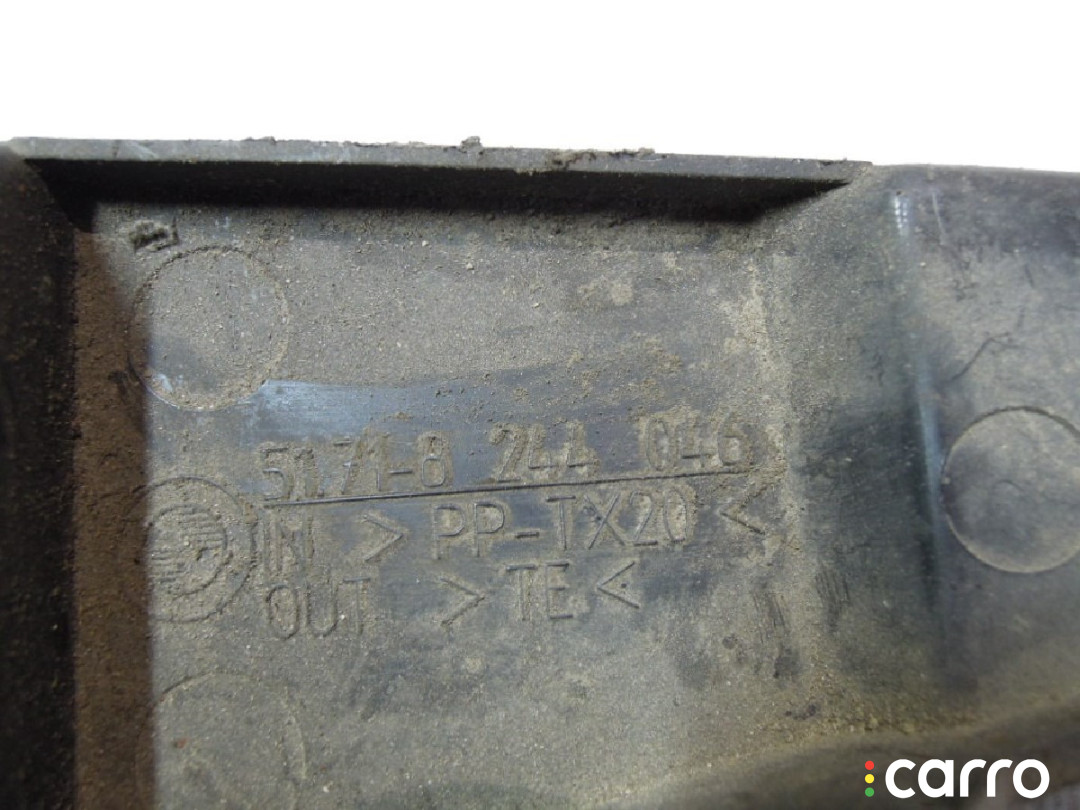 51.71-8 244 046
IN >PP-TX20<
OUT >TE<
carro